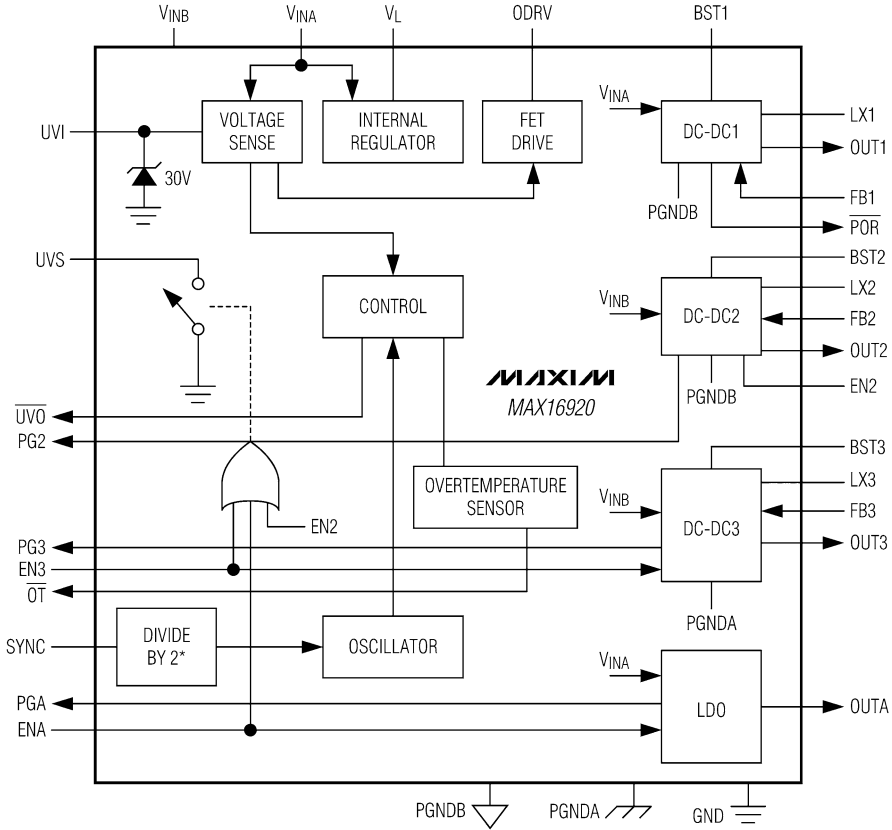 VINB
VINA
VL
ODRV
BST1
UVI
VOLTAGE
SENSE
INTERNAL
REGULATOR
FET
DRIVE
VINA
DC-DC1
LX1
OUT1
30V
PGNDB
FB1
POR
UVS
BST2
CONTROL
VINB
DC-DC2
LX2
FB2
OUT2
MAXIM
MAX16920
PGNDB
EN2
UVO
PG2
BST3
OVERTEMPERATURE
SENSOR
VINB
DC-DC3
LX3
FB3
EN2
OUT3
PG3
EN3
OT
PGNDA
SYNC
DIVIDE
BY 2*
OSCILLATOR
VINA
LDO
PGA
OUTA
ENA
PGNDB
PGNDA
GND